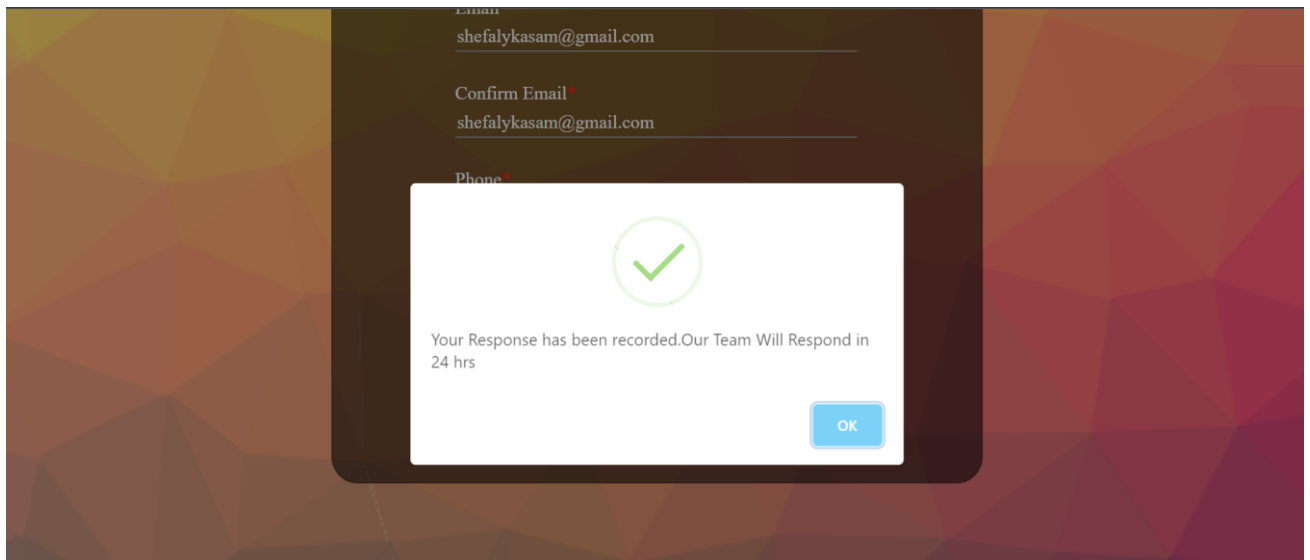 Email
shefalykasam@gmail.com
Confirm Email*
shefalykasam@gmail.com
Phone*
Your Response has been recorded.Our Team Will Respond in
24 hrs
OK